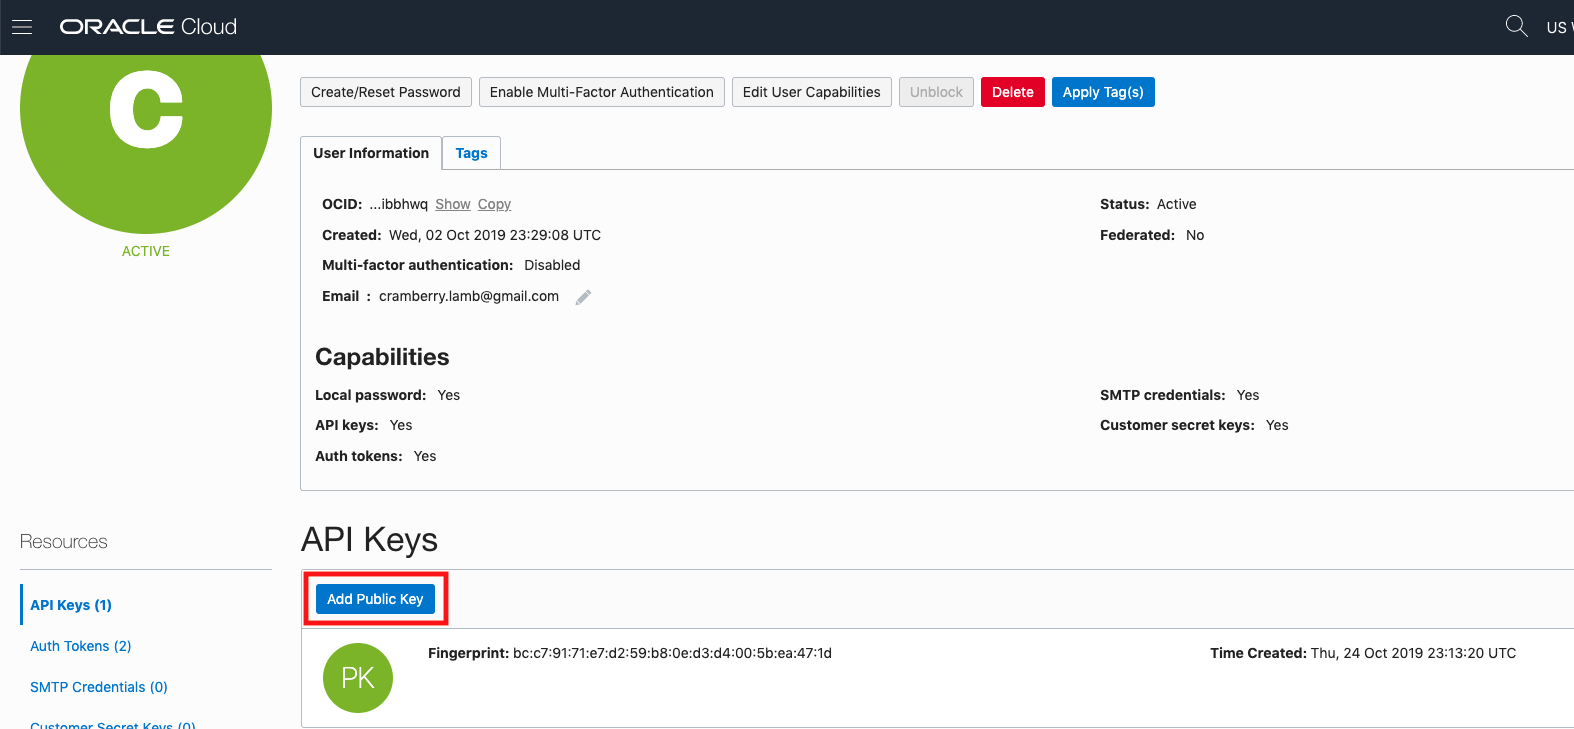 ORACLE Cloud
US
C
ACTIVE
Create/Reset Password Enable Multi-Factor Authentication Edit User Capabilities Unblock Delete Apply Tag(s)
User Information Tags
OCID: ...ibbhwq Show Copy Status: Active
Created: Wed, 02 Oct 2019 23:29:08 UTC Federated: No
Multi-factor authentication: Disabled
Email : cramberry.lamb@gmail.com
Capabilities
Local password: Yes SMTP credentials: Yes
API keys: Yes Customer secret keys: Yes
Auth tokens: Yes
Resources
API Keys (1)
Auth Tokens (2)
SMTP Credentials (0)
Customer Secret Keys (0)
API Keys
Add Public Key
PK
Fingerprint: bc:c7:91:71:e7:d2:59:b8:0e:d3:d4:00:5b:ea:47:1d Time Created: Thu, 24 Oct 2019 23:13:20 UTC